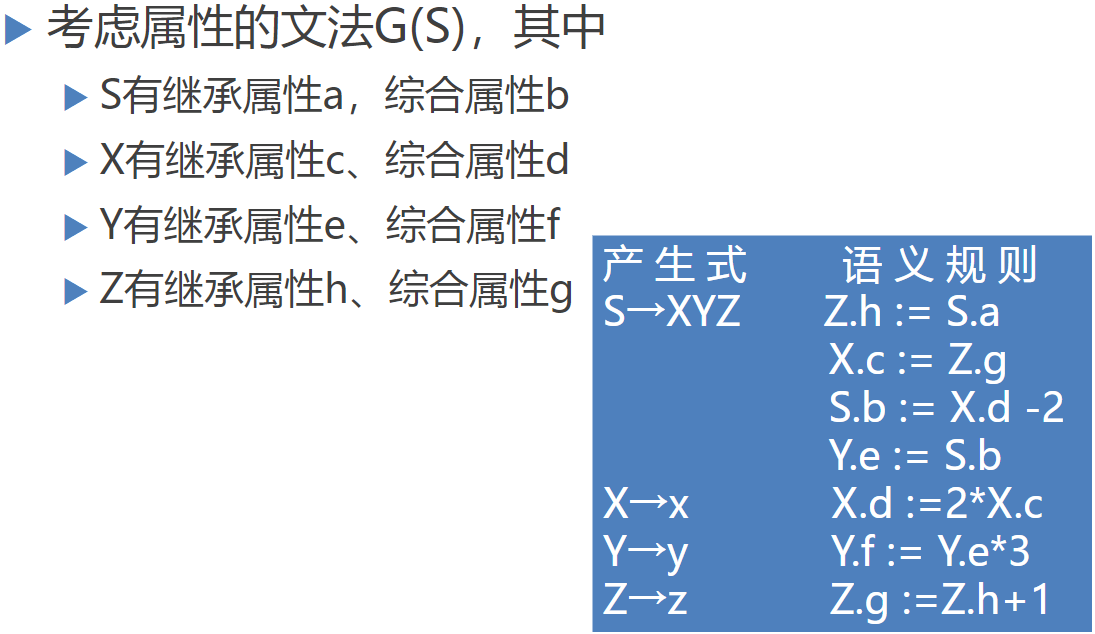 考虑属性的文法G(S)，其中
S有继承属性a，综合属性b
X有继承属性c、综合属性d
Y有继承属性e、综合属性f
Z有继承属性h、综合属性g
产 生 式 语 义 规 则
S→XYZ Z.h := S.a
X.c := Z.g
S.b := X.d -2
Y.e := S.b
X→x X.d :=2*X.c
Y→y Y.f := Y.e*3
Z→z Z.g :=Z.h+1